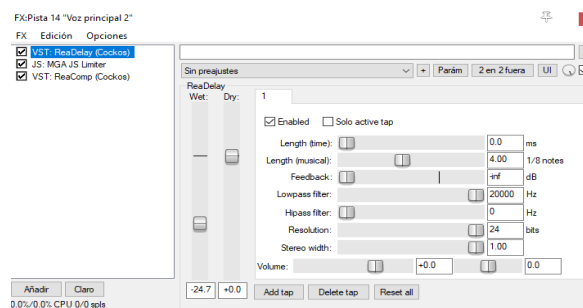 FX:Pista 14 "Voz principal 2"
FX Edición Opciones
VST: ReaDelay (Cockos)
JS: MGA JS Limiter
VST: ReaComp (Cockos)
Sin preajustes + Parám 2 en 2 fuera UI
ReaDelay
Wet: Dry: 1
Enabled Solo active tap
Length (time): 0.0 ms
Length (musical): 4.00 1/8 notes
Feedback: -inf dB
Lowpass filter: 20000 Hz
Hipass filter: 0 Hz
Resolution: 24 bits
Stereo width: 1.00
Volume: +0.0 0.0
-24.7 +0.0 Add tap Delete tap Reset all
Añadir Claro
0.0%/0.0% CPU 0/0 spls